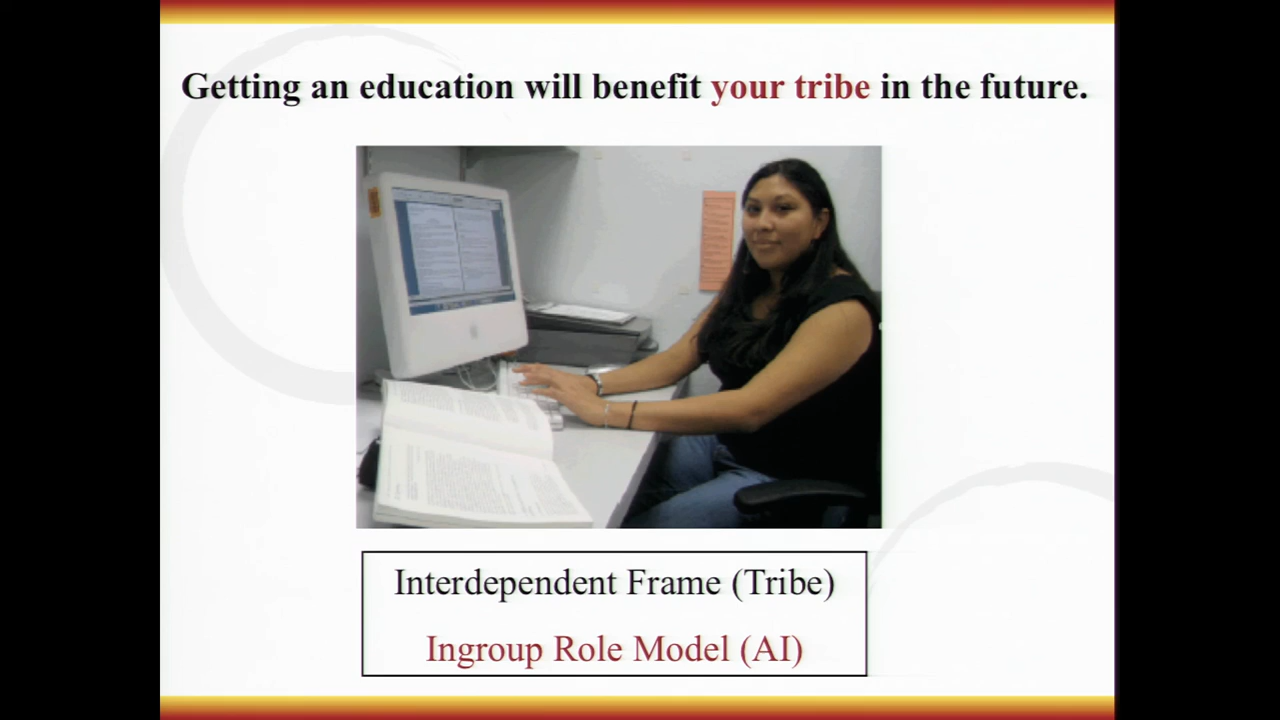 Getting an education will benefit your tribe in the future.
Interdependent Frame (Tribe)
Ingroup Role Model (AI)